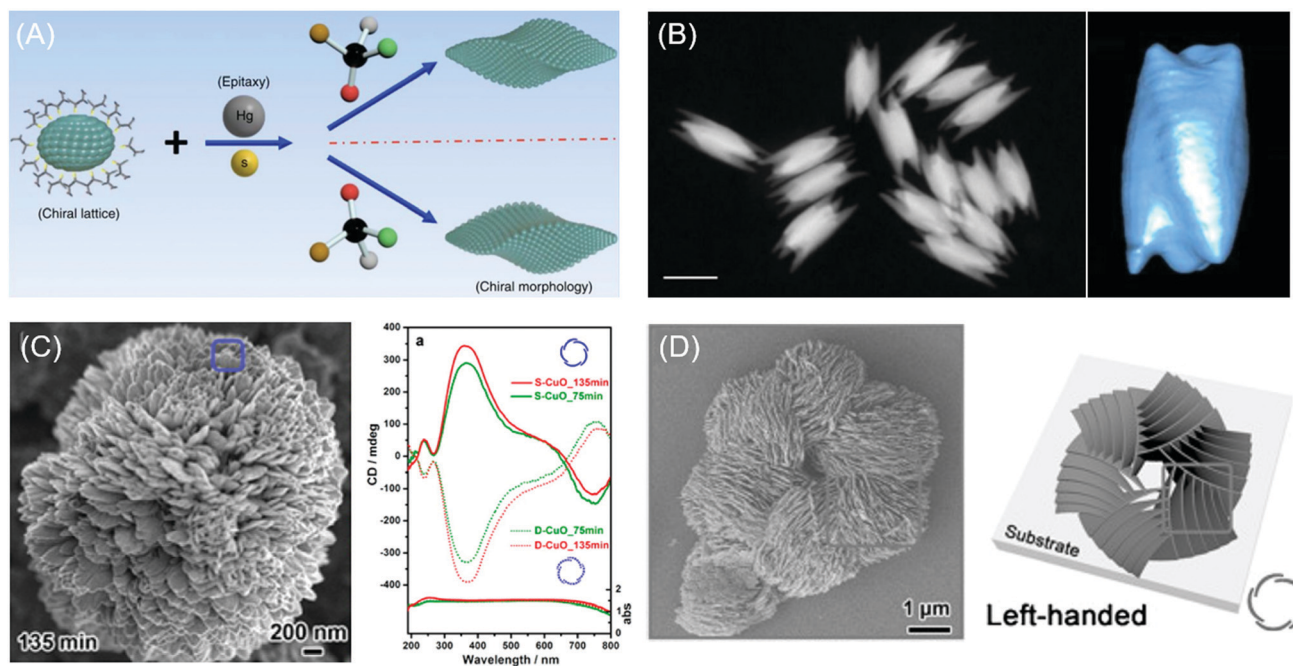 (A)
(Epitaxy)
Hg
S
+
(Chiral lattice)
(Chiral morphology)
(B)
(C)
135 min
200 nm
a
400
300
200
100
0
-100
-200
-300
-400
CD / mdeg
S-CuO_135min
S-CuO_75min
D-CuO_75min
D-CuO_135min
2
1
0
abs
200 300 400 500 600 700 800
Wavelength / nm
(D)
1 µm
Substrate
Left-handed